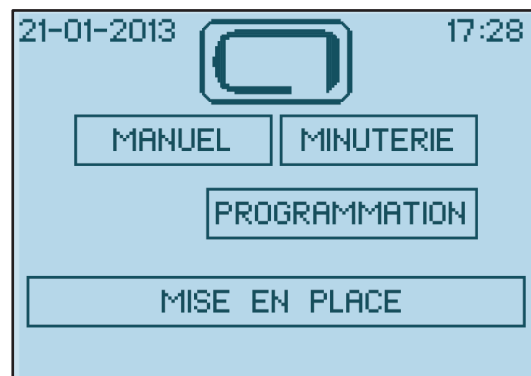 21-01-2013 17:28
MANUEL MINUTERIE
PROGRAMMATION
MISE EN PLACE